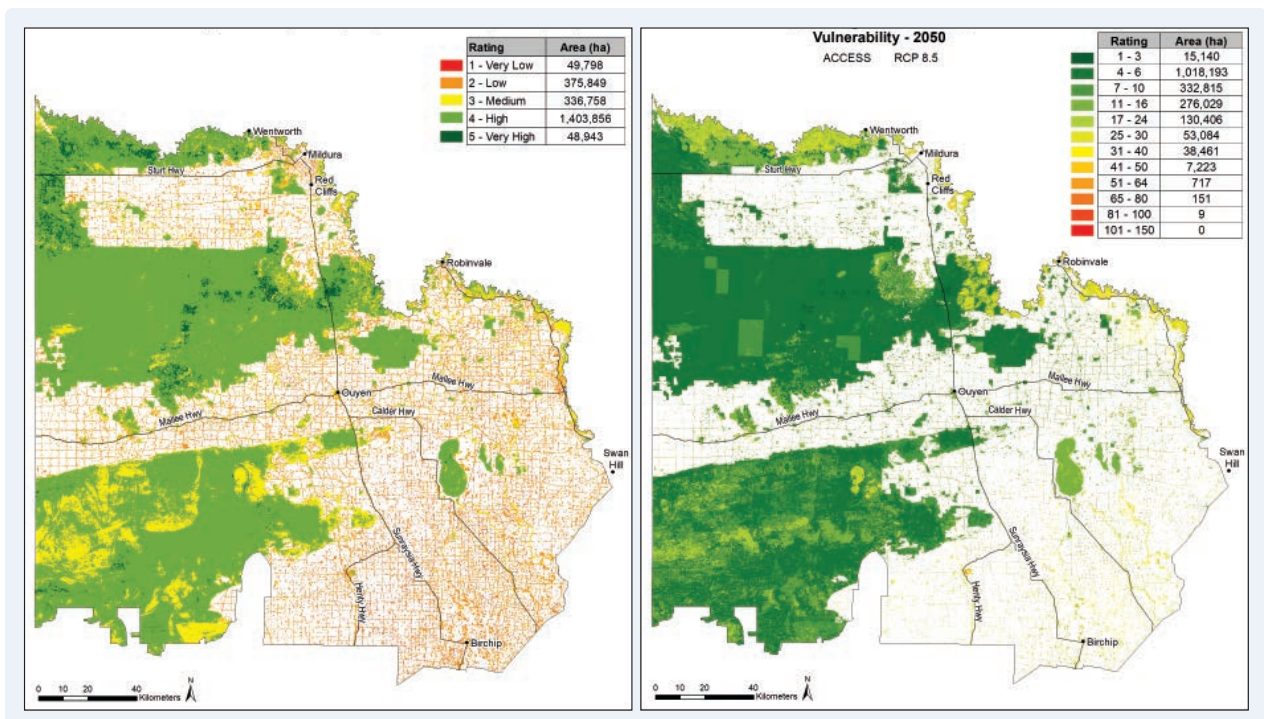 Rating Area (ha)
1 - Very Low 49,798
2 - Low 375,849
3 - Medium 336,758
4 - High 1,403,856
5 - Very High 48,943
Wentworth
Mildura
Sturt Hwy
Red
Cliffs
Robinvale
Ouyen
Mallee Hwy
Calder Hwy
Mallee Hwy
Swan
Hill
Sunraysia Hwy
Henty Hwy
Birchip
0 10 20 40
Kilometers
N
Vulnerability - 2050
ACCESS RCP 8.5
Rating Area (ha)
1 - 3 15,140
4 - 6 1,018,193
7 - 10 332,815
11 - 16 276,029
17 - 24 130,406
25 - 30 53,084
31 - 40 38,461
41 - 50 7,223
51 - 64 717
65 - 80 151
81 - 100 9
101 - 150 0
Wentworth
Mildura
Sturt Hwy
Red
Cliffs
Robinvale
Ouyen
Mallee Hwy
Calder Hwy
Mallee Hwy
Swan
Hill
Sunraysia Hwy
Henty Hwy
Birchip
0 10 20 40
Kilometers
N